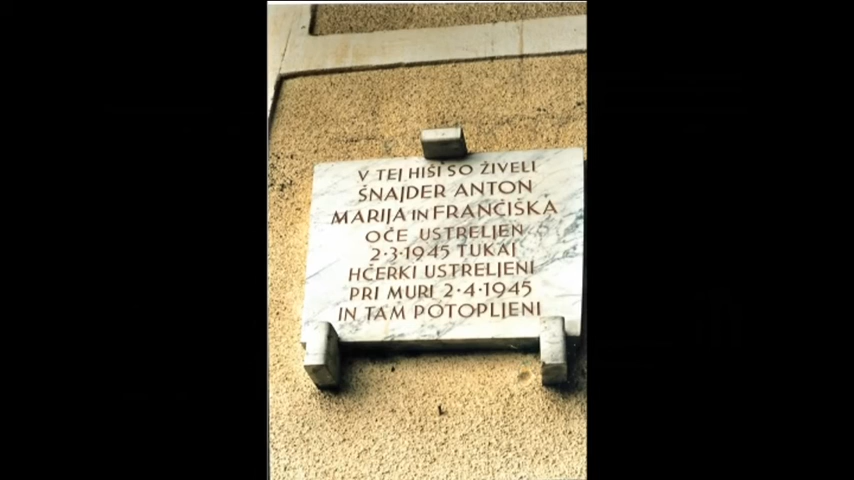 V TEJ HIŠI SO ŽIVELI
ŠNAJDER ANTON
MARIJA IN FRANČIŠKA
OČE USTRELJEN
2·3·1945 TUKAJ
HČERKI USTRELJENI
PRI MURI 2·4·1945
IN TAM POTOPLJENI